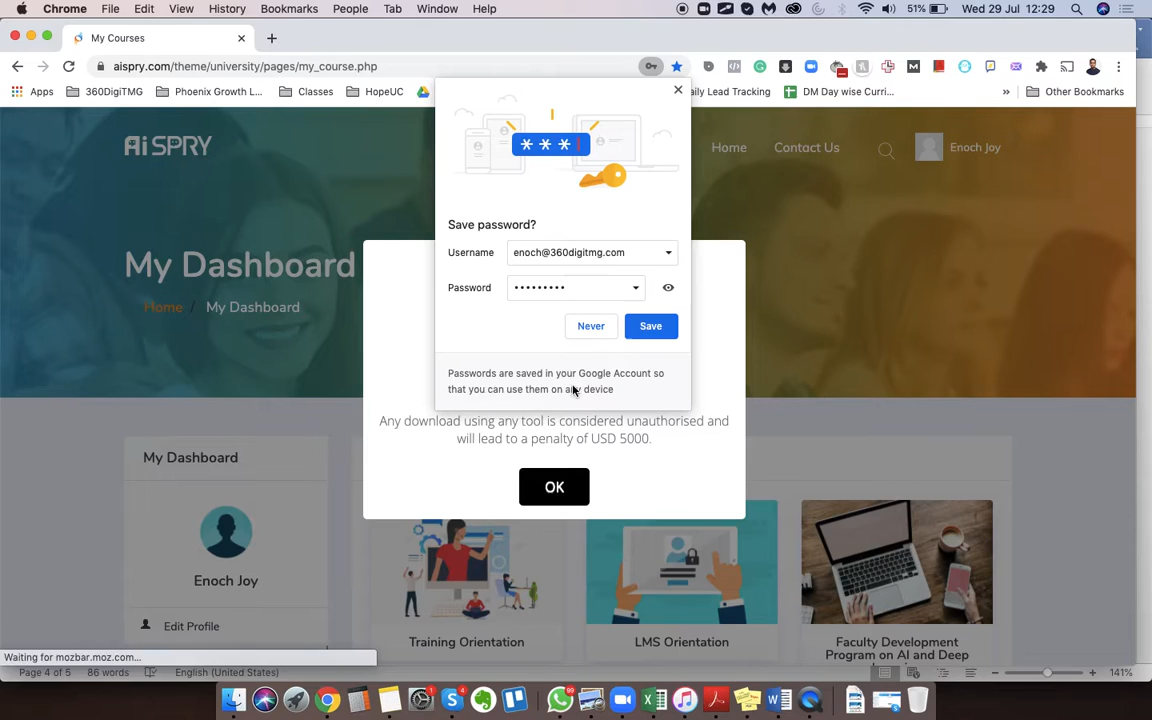 Chrome File Edit View History Bookmarks People Tab Window Help 51% Wed 29 Jul 12:29
My Courses
aispry.com/theme/university/pages/my_course.php
Apps 360DigiTMG Phoenix Growth L... Classes HopeUC aily Lead Tracking DM Day wise Curri... » Other Bookmarks
AiSPRY Home Contact Us Enoch Joy
***
Save password?
Username enoch@360digitmg.com
Password •••••••••
Never Save
Passwords are saved in your Google Account so
that you can use them on any device
My Dashboard
Home / My Dashboard
Any download using any tool is considered unauthorised and
will lead to a penalty of USD 5000.
OK
My Dashboard
Enoch Joy
Edit Profile
Training Orientation
LMS Orientation
Faculty Development
Program on AI and Deep
Waiting for mozbar.moz.com...
Page 4 of 5 86 words English (United States) 141%